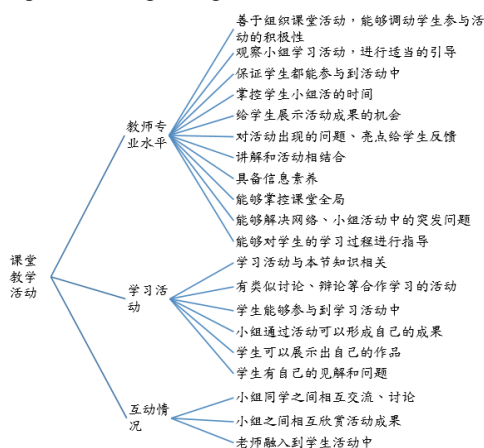 善于组织课堂活动，能够调动学生参与活
动的积极性
观察小组学习活动，进行适当的引导
保证学生都能参与到活动中
掌控学生小组活的时间
给学生展示活动成果的机会
教师专
业水平
对活动出现的问题、亮点给学生反馈
讲解和活动相结合
具备信息素养
能够掌控课堂全局
能够解决网络、小组活动中的突发问题
能够对学生的学习过程进行指导
课堂
教学
活动
学习活动与本节知识相关
有类似讨论、辩论等合作学习的活动
学习活
动
学生能够参与到学习活动中
小组通过活动可以形成自己的成果
学生可以展示出自己的作品
学生有自己的见解和问题
互动情
况
小组同学之间相互交流、讨论
小组之间相互欣赏活动成果
老师融入到学生活动中